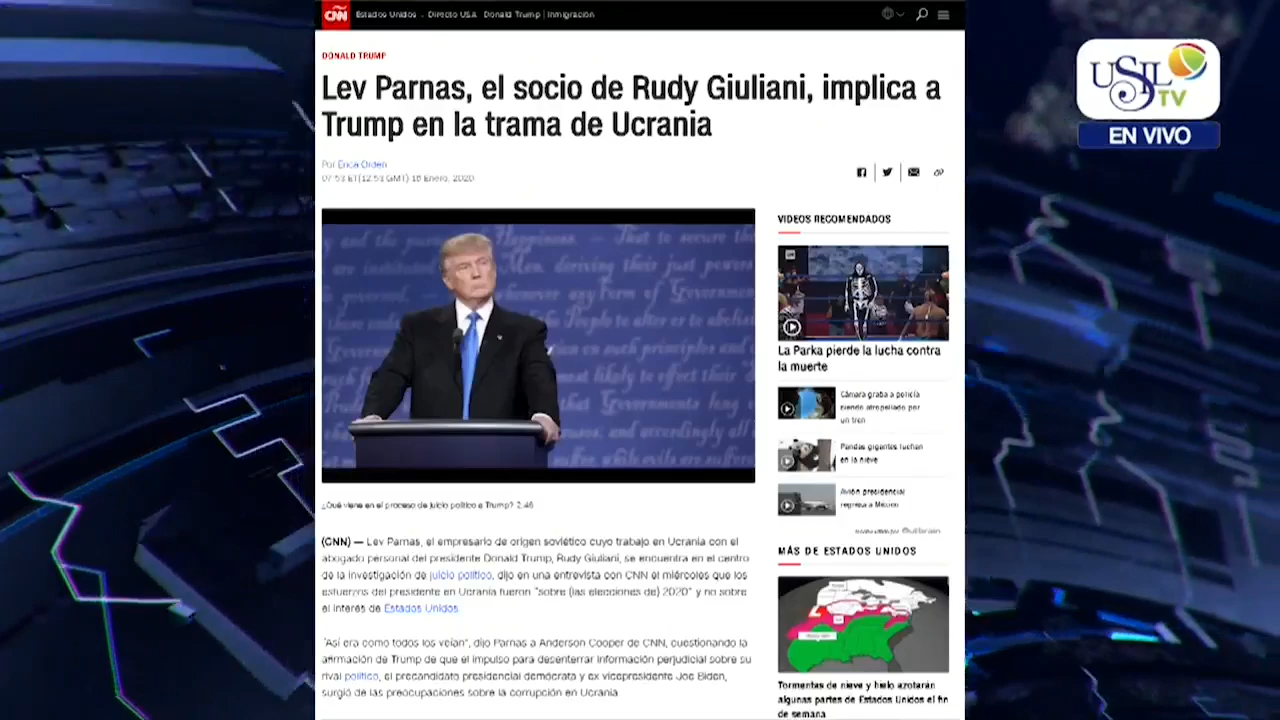 CNN Estados Unidos Directo USA Donald Trump | Inmigración
USIL
TV
EN VIVO
DONALD TRUMP
Lev Parnas, el socio de Rudy Giuliani, implica a
Trump en la trama de Ucrania
Por Erica Orden
07:53 ET(12:53 GMT) 16 Enero, 2020
¿Qué viene en el proceso de juicio político a Trump? 2:46
(CNN) — Lev Parnas, el empresario de origen soviético cuyo trabajo en Ucrania con el
abogado personal del presidente Donald Trump, Rudy Giuliani, se encuentra en el centro
de la investigación de juicio político, dijo en una entrevista con CNN el miércoles que los
esfuerzos del presidente en Ucrania fueron "sobre (las elecciones de) 2020" y no sobre
el interés de Estados Unidos.
"Así era como todos los veían", dijo Parnas a Anderson Cooper de CNN, cuestionando la
afirmación de Trump de que el impulso para desenterrar información perjudicial sobre su
rival político, el precandidato presidencial demócrata y ex vicepresidente Joe Biden,
surgió de las preocupaciones sobre la corrupción en Ucrania
VIDEOS RECOMENDADOS
La Parka pierde la lucha contra
la muerte
Cámara graba a policía
siendo atropellado por
un tren
Pandas gigantes luchan
en la nieve
Avión presidencial
regresa a México
MÁS DE ESTADOS UNIDOS
Tormentas de nieve y hielo azotarán
algunas partes de Estados Unidos el fin
de semana